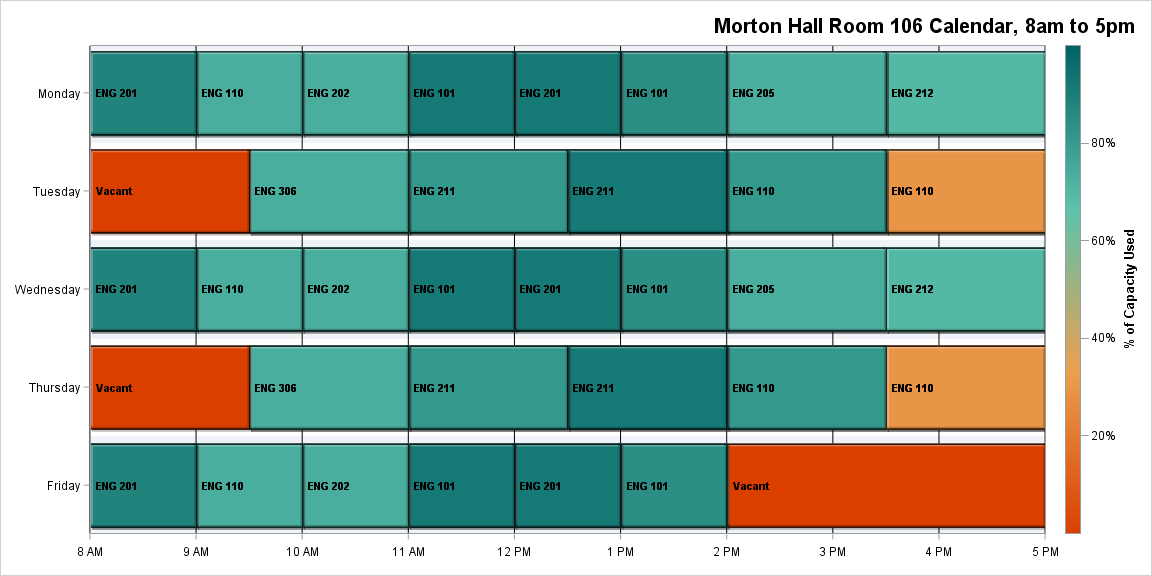 Morton Hall Room 106 Calendar, 8am to 5pm
Monday
ENG 201
ENG 110
ENG 202
ENG 101
ENG 201
ENG 101
ENG 205
ENG 212
Tuesday
Vacant
ENG 306
ENG 211
ENG 211
ENG 110
ENG 110
Wednesday
ENG 201
ENG 110
ENG 202
ENG 101
ENG 201
ENG 101
ENG 205
ENG 212
Thursday
Vacant
ENG 306
ENG 211
ENG 211
ENG 110
ENG 110
Friday
ENG 201
ENG 110
ENG 202
ENG 101
ENG 201
ENG 101
Vacant
8 AM
9 AM
10 AM
11 AM
12 PM
1 PM
2 PM
3 PM
4 PM
5 PM
80%
60%
40%
20%
% of Capacity Used